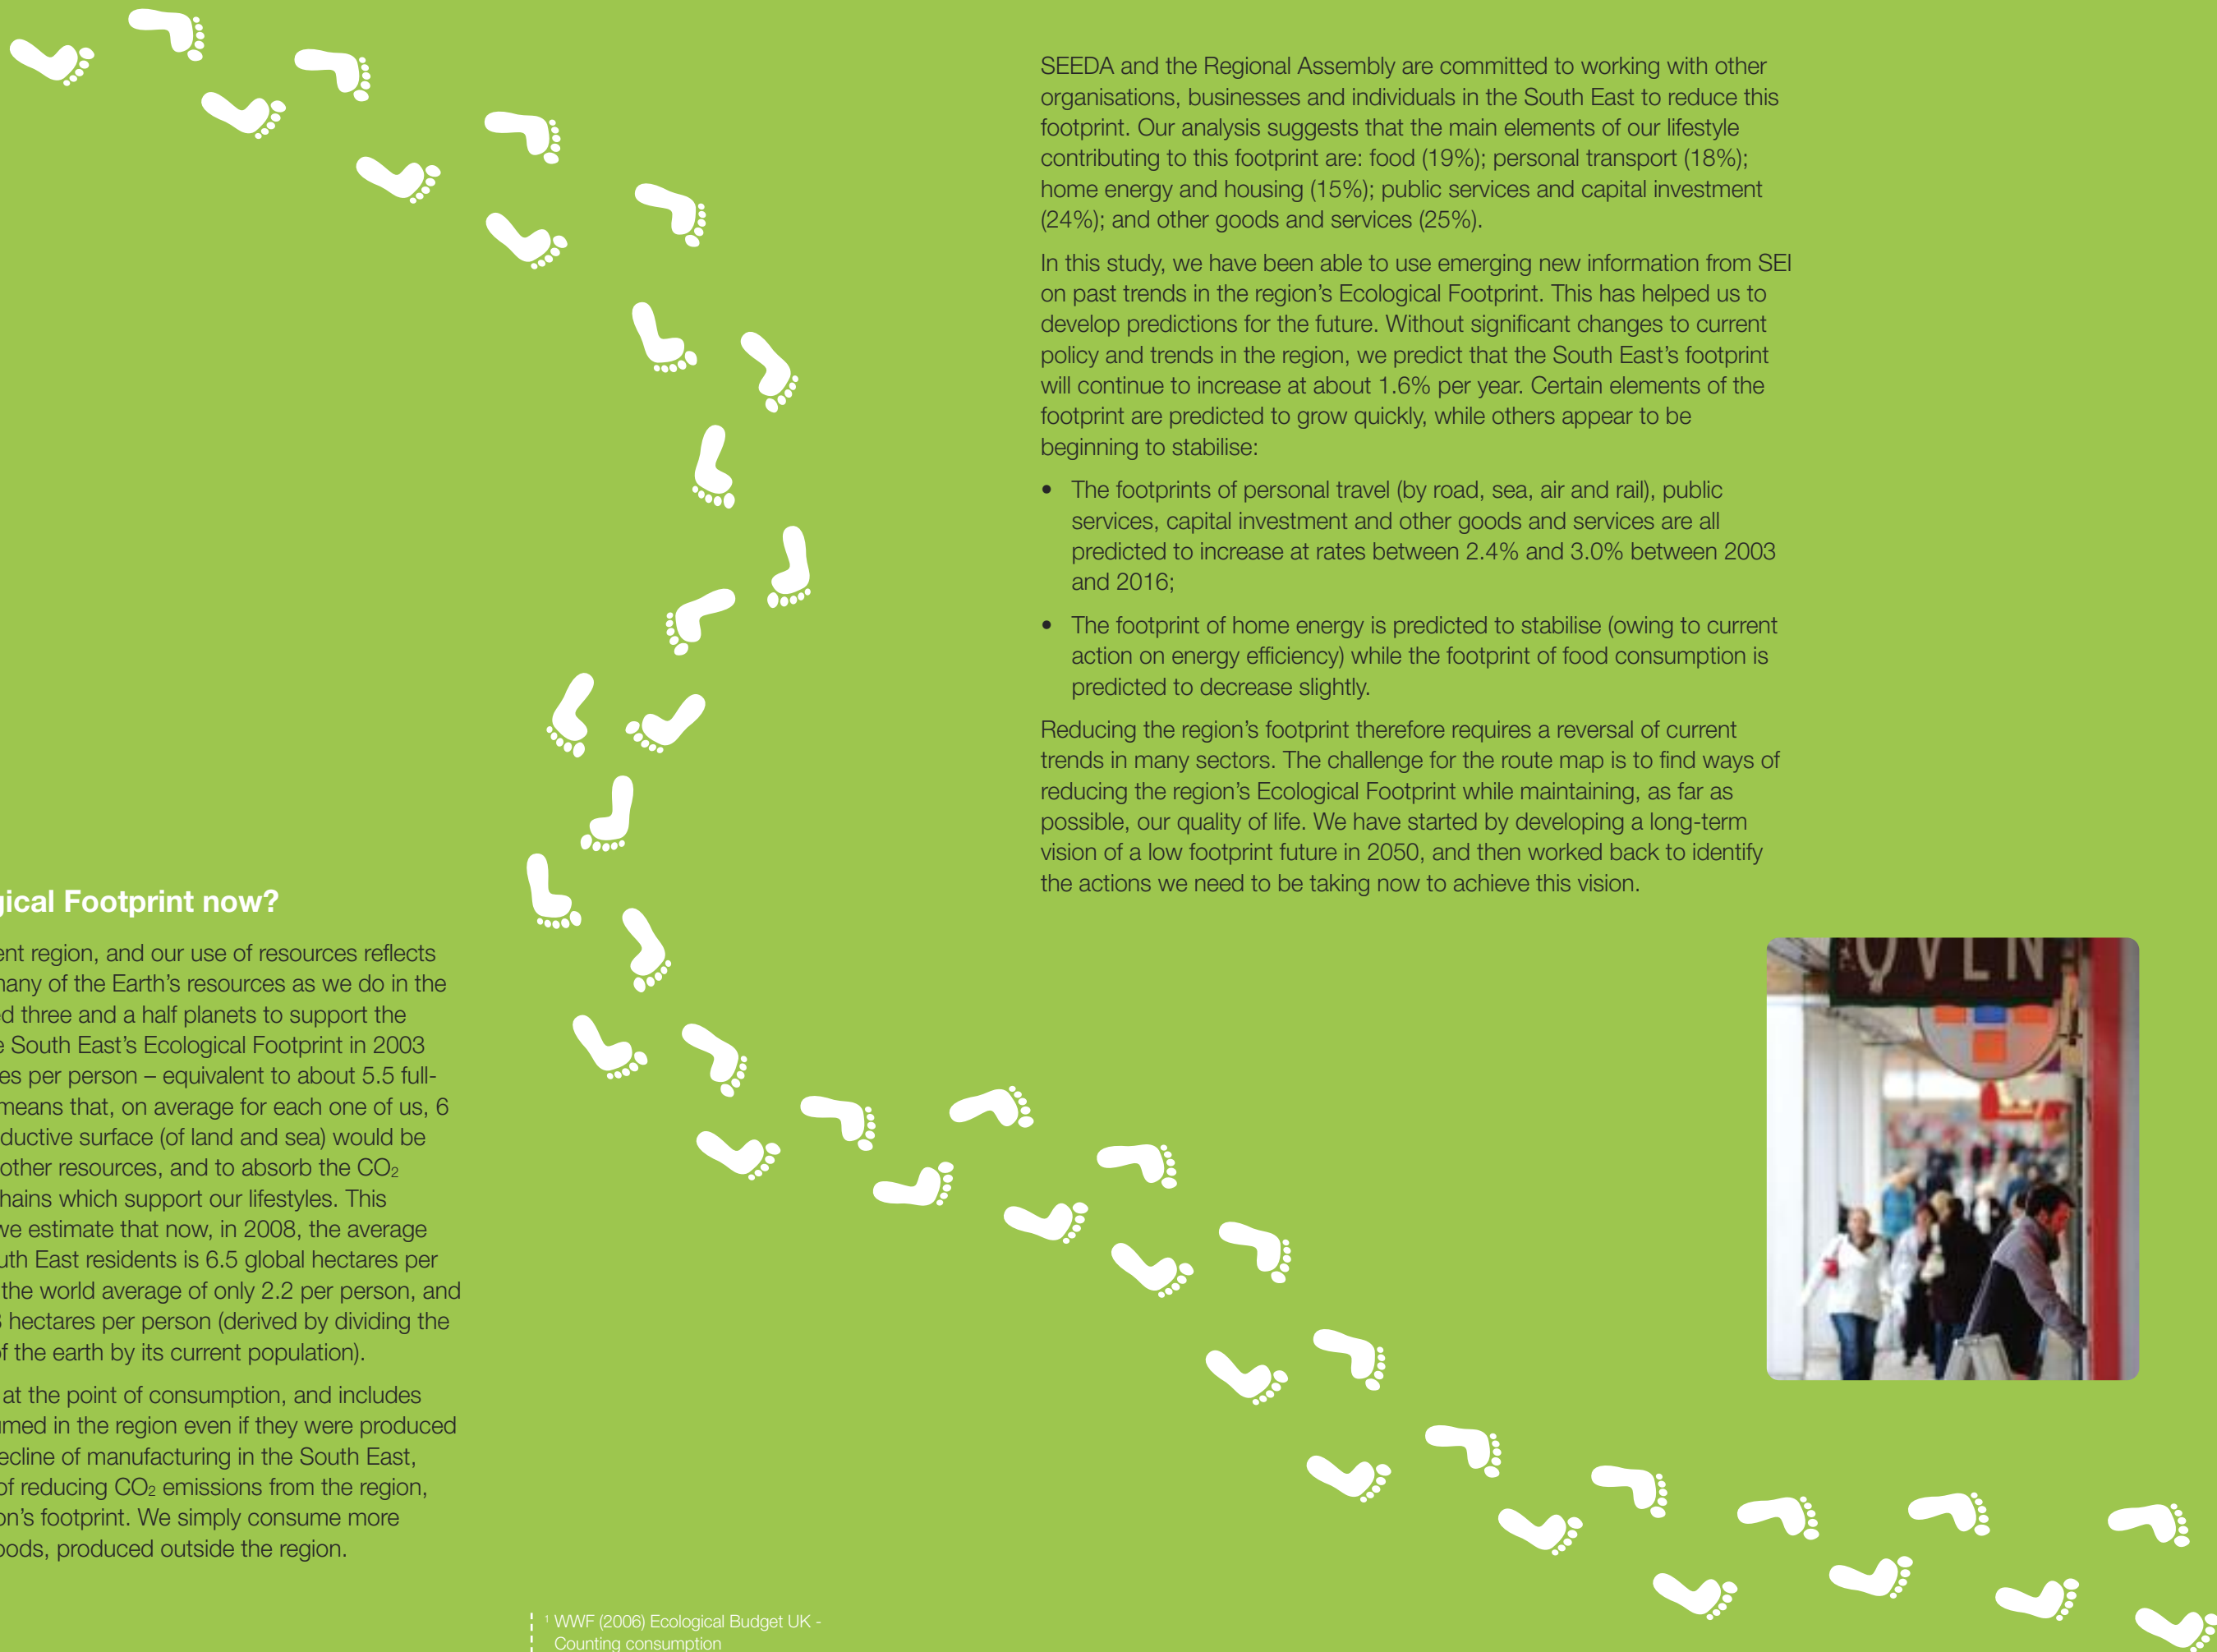 gical Footprint now?
ent region, and our use of resources reflects
many of the Earth's resources as we do in the
ed three and a half planets to support the
e South East's Ecological Footprint in 2003
es per person – equivalent to about 5.5 full-
means that, on average for each one of us, 6
ductive surface (of land and sea) would be
other resources, and to absorb the CO₂
hains which support our lifestyles. This
we estimate that now, in 2008, the average
uth East residents is 6.5 global hectares per
the world average of only 2.2 per person, and
hectares per person (derived by dividing the
of the earth by its current population).
at the point of consumption, and includes
umed in the region even if they were produced
ecline of manufacturing in the South East,
of reducing CO₂ emissions from the region,
on's footprint. We simply consume more
oods, produced outside the region.
¹ WWF (2006) Ecological Budget UK -
Counting consumption
SEEDA and the Regional Assembly are committed to working with other
organisations, businesses and individuals in the South East to reduce this
footprint. Our analysis suggests that the main elements of our lifestyle
contributing to this footprint are: food (19%); personal transport (18%);
home energy and housing (15%); public services and capital investment
(24%); and other goods and services (25%).
In this study, we have been able to use emerging new information from SEI
on past trends in the region's Ecological Footprint. This has helped us to
develop predictions for the future. Without significant changes to current
policy and trends in the region, we predict that the South East's footprint
will continue to increase at about 1.6% per year. Certain elements of the
footprint are predicted to grow quickly, while others appear to be
beginning to stabilise:
• The footprints of personal travel (by road, sea, air and rail), public
services, capital investment and other goods and services are all
predicted to increase at rates between 2.4% and 3.0% between 2003
and 2016;
• The footprint of home energy is predicted to stabilise (owing to current
action on energy efficiency) while the footprint of food consumption is
predicted to decrease slightly.
Reducing the region's footprint therefore requires a reversal of current
trends in many sectors. The challenge for the route map is to find ways of
reducing the region's Ecological Footprint while maintaining, as far as
possible, our quality of life. We have started by developing a long-term
vision of a low footprint future in 2050, and then worked back to identify
the actions we need to be taking now to achieve this vision.
OVEN